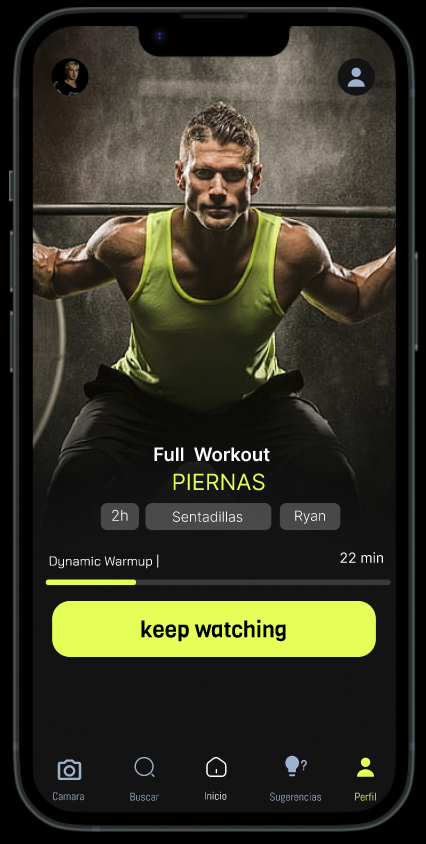 Full Workout
PIERNAS
2h Sentadillas Ryan
Dynamic Warmup | 22 min
keep watching
?
Camara Buscar Inicio Sugerencias Perfil